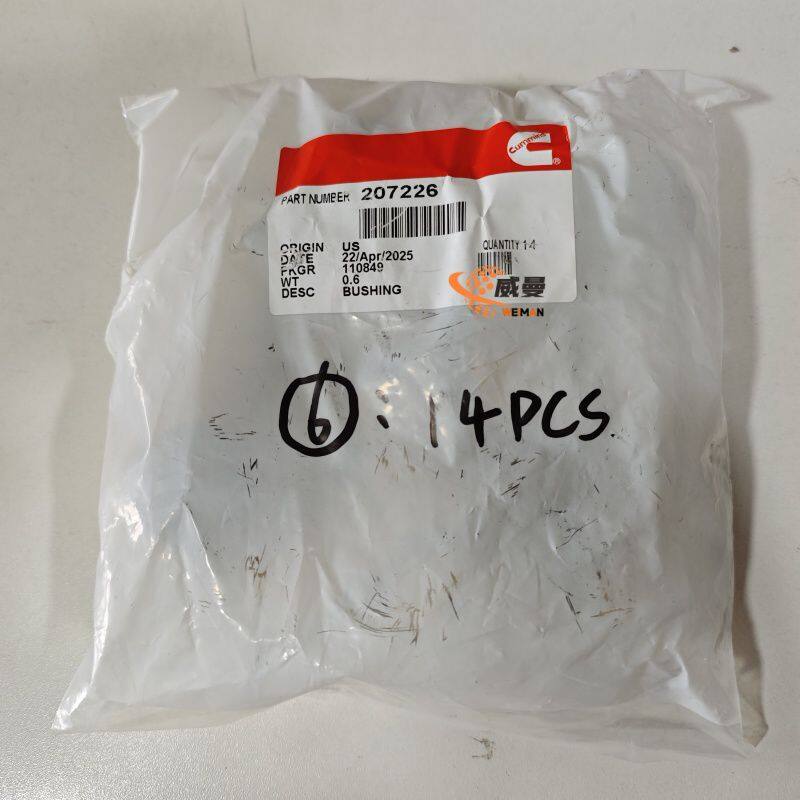 Cummins
PART NUMBER 207226
ORIGIN US QUANTITY 14
DATE 22/Apr/2025
PKGR 110849
WT 0.6
DESC BUSHING
威曼
WEMAN
⑥: 14PCS